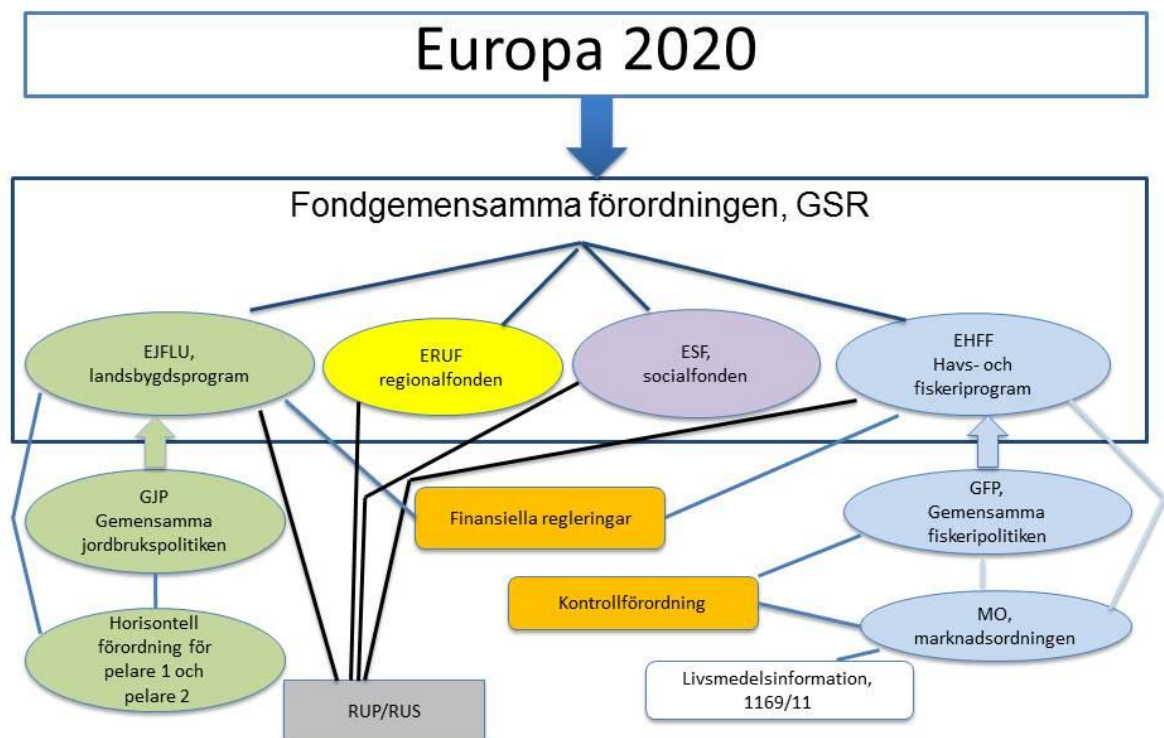 Europa 2020
Fondgemensamma förordningen, GSR
EJFLU,
landsbygdsprogram
ERUF
regionalfonden
ESF,
socialfonden
EHFF
Havs- och
fiskeriprogram
GJP
Gemensamma
jordbrukspolitiken
Finansiella regleringar
GFP,
Gemensamma
fiskeripolitiken
Horisontell
förordning för
pelare 1 och
pelare 2
Kontrollförordning
MO,
marknadsordningen
RUP/RUS
Livsmedelsinformation,
1169/11